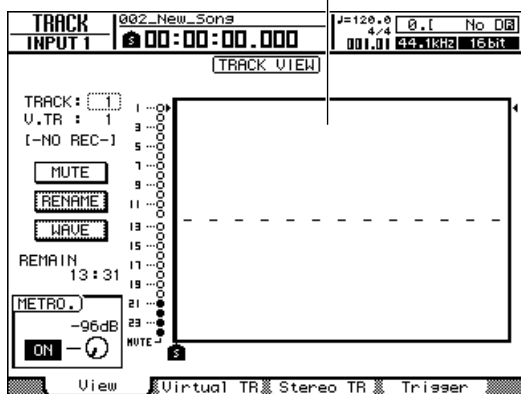 TRACK
INPUT 1
002_New_Song
S 00:00:00.000
♩=120.0
4/4
001.01
0.[ No D
44.1kHz 16bit
TRACK VIEW
TRACK: 1
V.TR : 1
[-NO REC-]
MUTE
RENAME
WAVE
REMAIN
13:31
METRO.
-96dB
ON
1
3
5
7
9
11
13
15
17
19
21
23
MUTE
S
View
Virtual TR
Stereo TR
Trigger